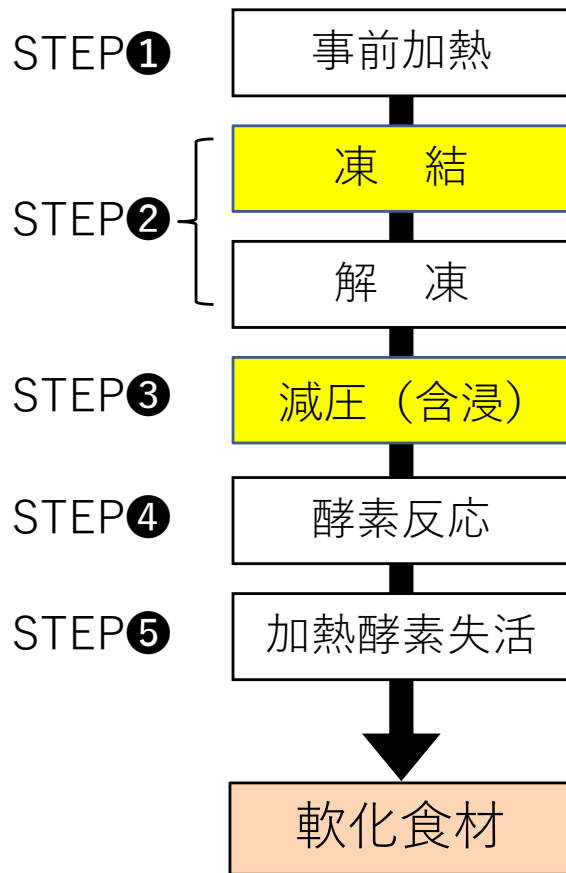 STEP❶ 事前加熱
凍　結
STEP❷
解　凍
STEP❸ 減圧（含浸）
STEP❹ 酵素反応
STEP❺ 加熱酵素失活
軟化食材